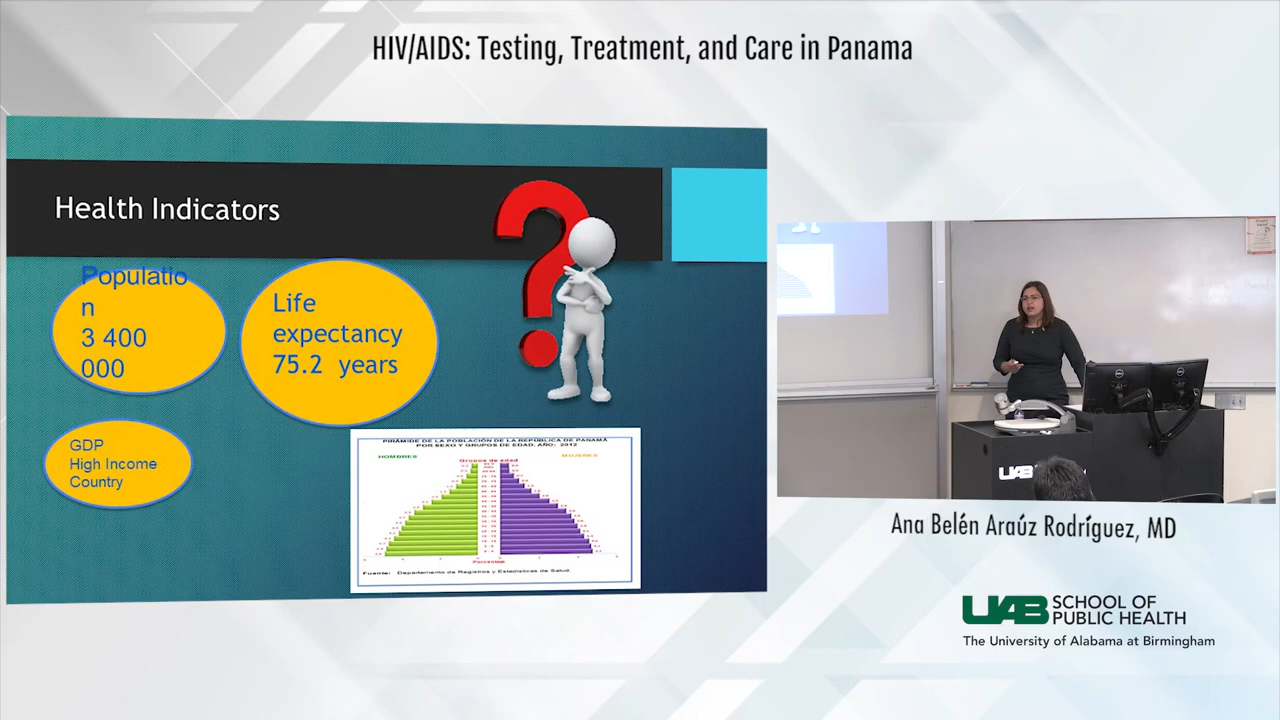 HIV/AIDS: Testing, Treatment, and Care in Panama
Health Indicators
Populatio
n
3 400
000
Life
expectancy
75.2 years
GDP
High Income
Country
PIRÁMIDE DE LA POBLACIÓN DE LA REPÚBLICA DE PANAMÁ
POR SEXO Y GRUPOS DE EDAD. AÑO: 2012
HOMBRES
MUJERES
Grupos de edad
Porcentaje
Fuente: Departamento de Registros y Estadísticas de Salud.
UAB
Ana Belén Araúz Rodríguez, MD
UAB SCHOOL OF
PUBLIC HEALTH
The University of Alabama at Birmingham